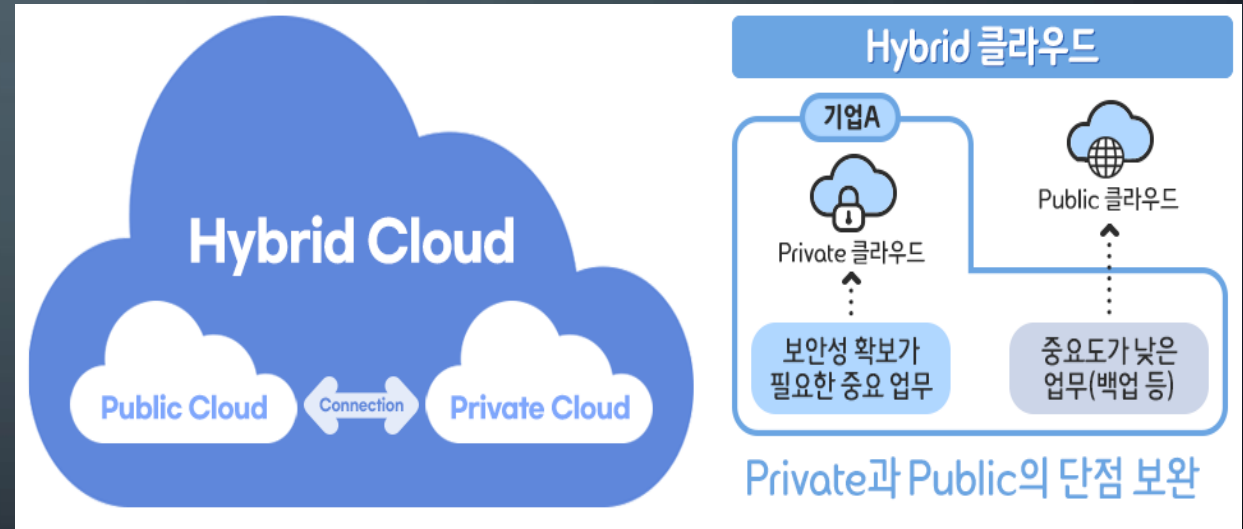 Hybrid Cloud
Public Cloud
Connection
Private Cloud
Hybrid 클라우드
기업A
Private 클라우드
Public 클라우드
보안성 확보가
필요한 중요 업무
중요도가 낮은
업무(백업 등)
Private과 Public의 단점 보완